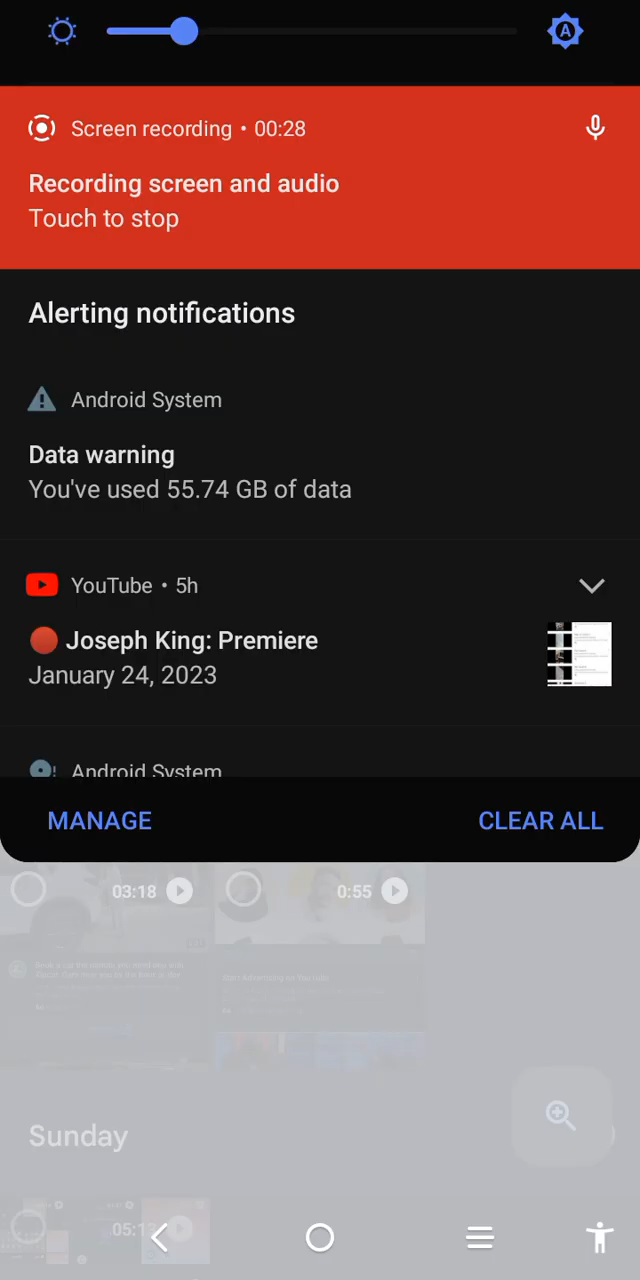 A
Screen recording • 00:28
Recording screen and audio
Touch to stop
Alerting notifications
Android System
Data warning
You've used 55.74 GB of data
YouTube • 5h
Joseph King: Premiere
January 24, 2023
Android System
MANAGE
CLEAR ALL
03:18
0:55
Sunday
05:13